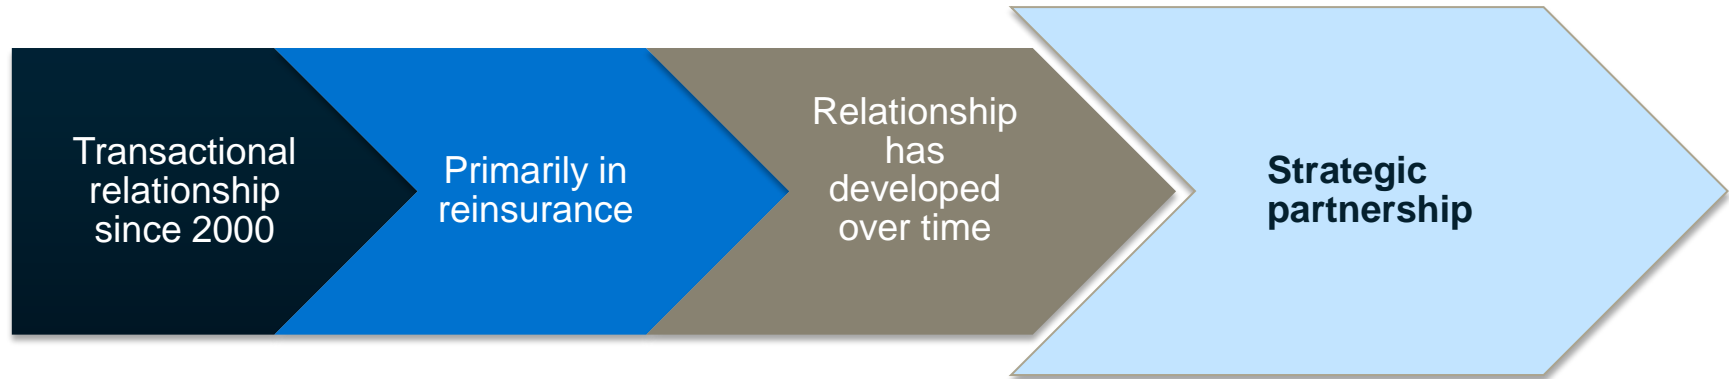 Transactional
relationship
since 2000
Primarily in
reinsurance
Relationship
has
developed
over time
Strategic
partnership